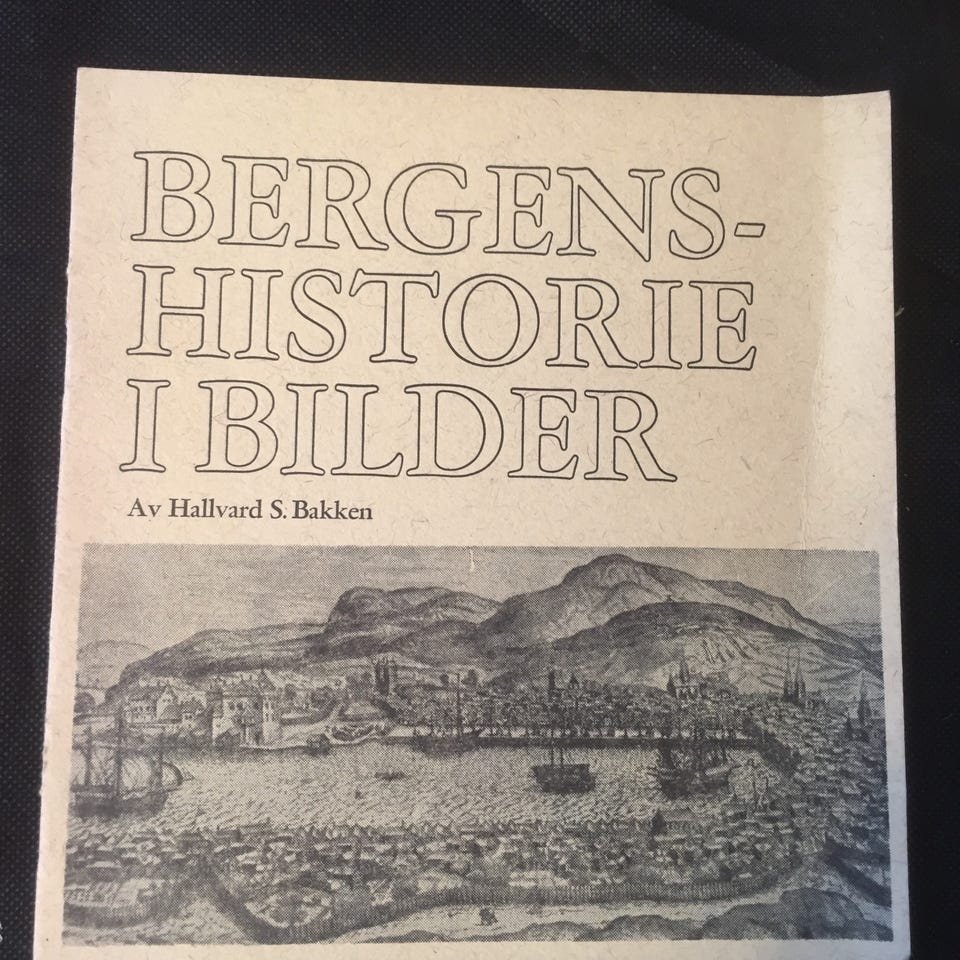 BERGENS-
HISTORIE
I BILDER
Av Hallvard S. Bakken